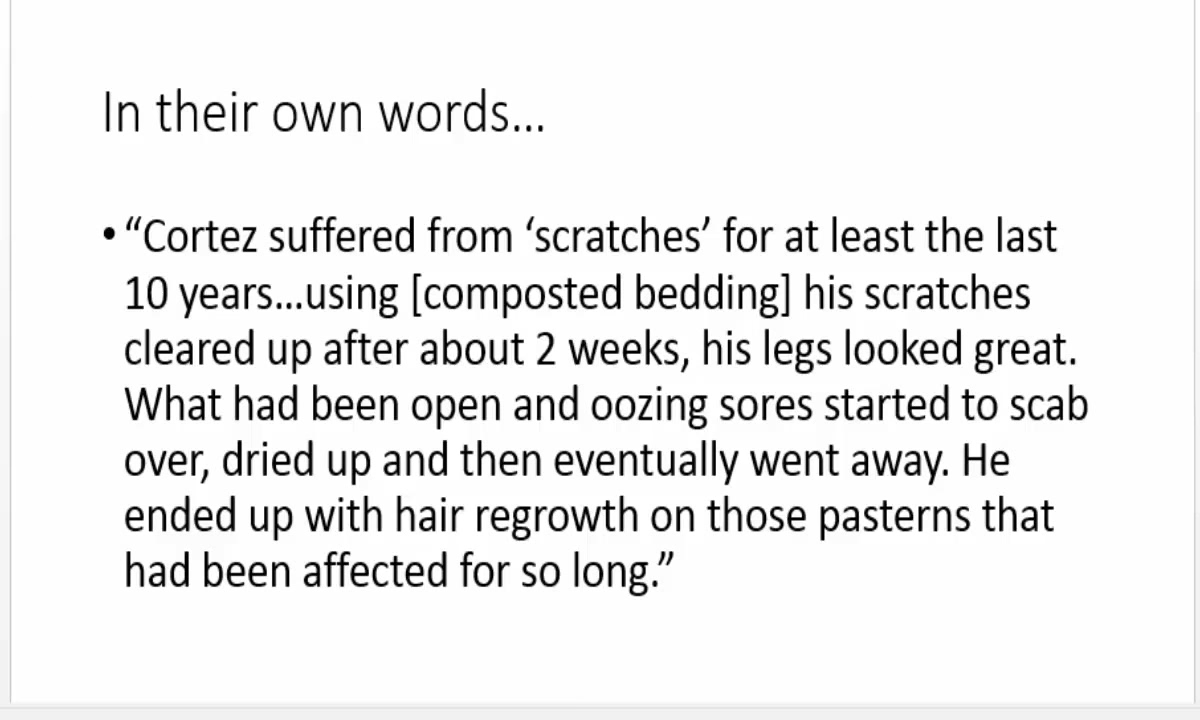 In their own words...
• “Cortez suffered from ‘scratches’ for at least the last
10 years...using [composted bedding] his scratches
cleared up after about 2 weeks, his legs looked great.
What had been open and oozing sores started to scab
over, dried up and then eventually went away. He
ended up with hair regrowth on those pasterns that
had been affected for so long.”